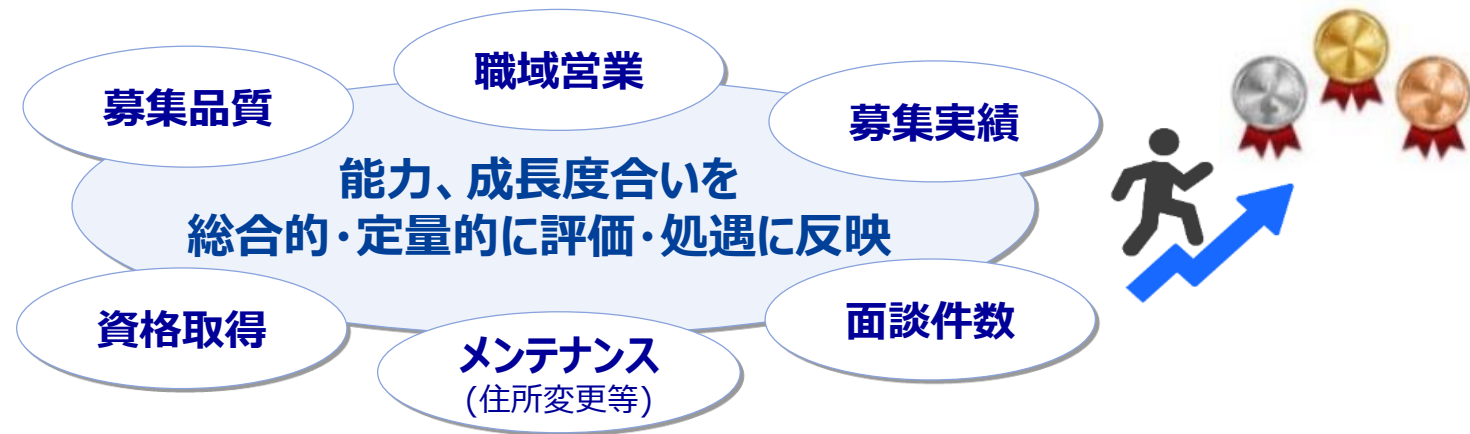 職域営業
募集品質
募集実績
能力、成長度合いを
総合的・定量的に評価・処遇に反映
資格取得
メンテナンス
(住所変更等)
面談件数